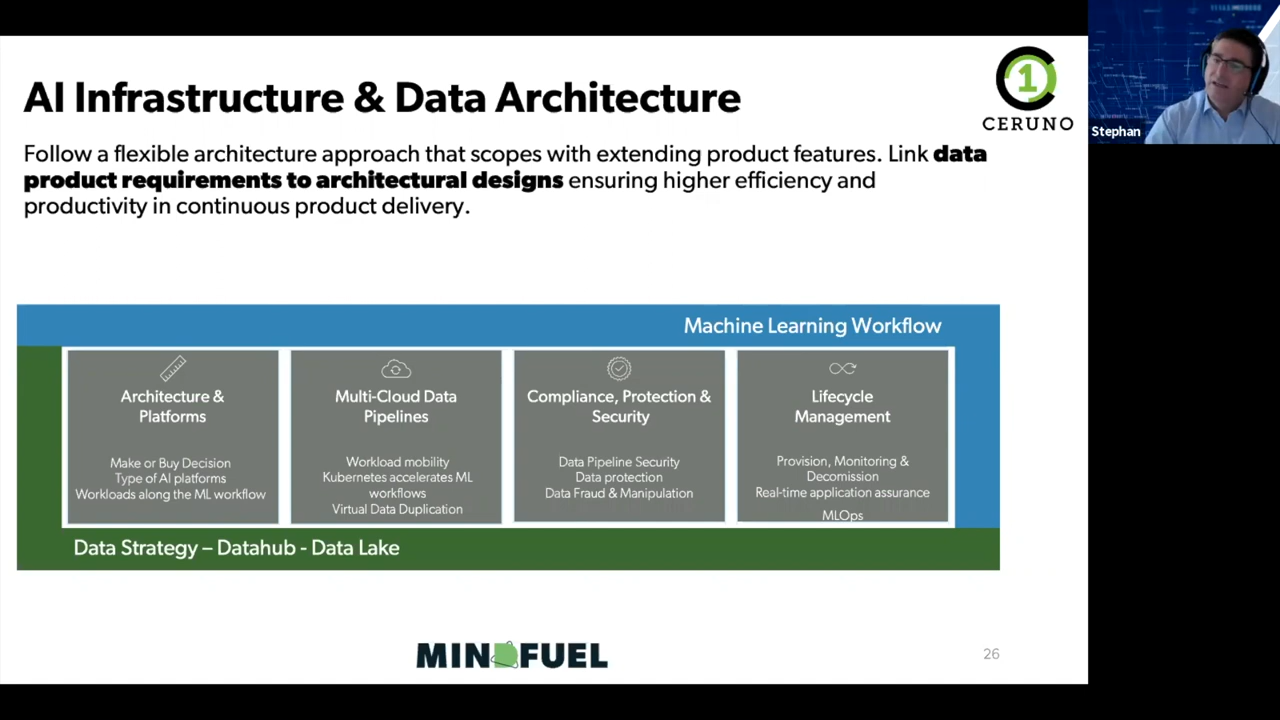 AI Infrastructure & Data Architecture
1
CERUNO
Stephan
Follow a flexible architecture approach that scopes with extending product features. Link data
product requirements to architectural designs ensuring higher efficiency and
productivity in continuous product delivery.
Machine Learning Workflow
Architecture &
Platforms
Make or Buy Decision
Type of AI platforms
Workloads along the ML workflow
Multi-Cloud Data
Pipelines
Workload mobility
Kubernetes accelerates ML
workflows
Virtual Data Duplication
Compliance, Protection &
Security
Data Pipeline Security
Data protection
Data Fraud & Manipulation
Lifecycle
Management
Provision, Monitoring &
Decomission
Real-time application assurance
MLOps
Data Strategy – Datahub - Data Lake
MINDFUEL
26